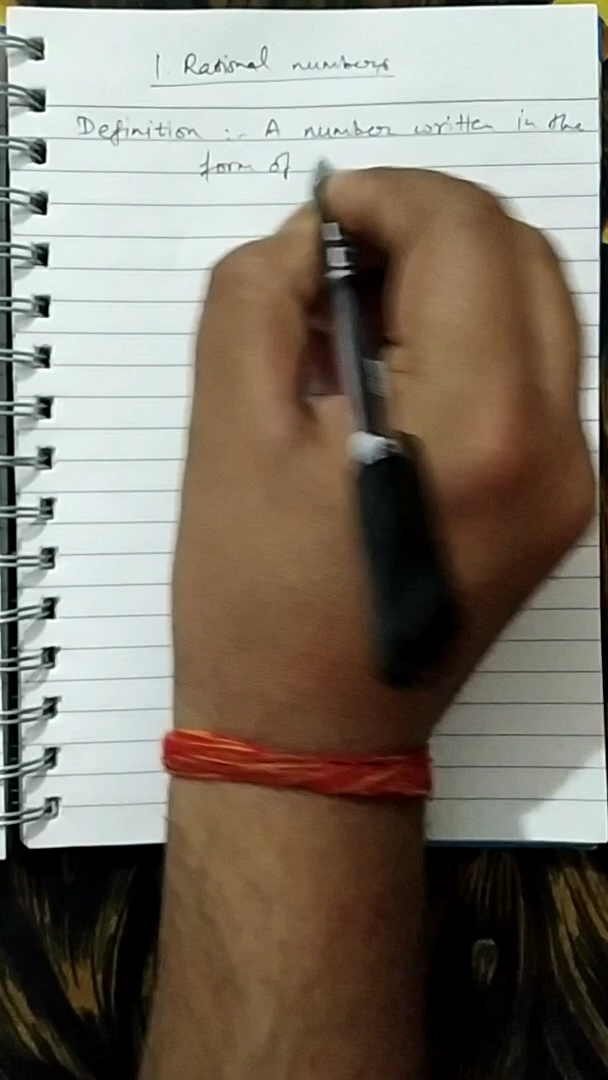 1. Rational numbers
Definition :- A number written in the
form of